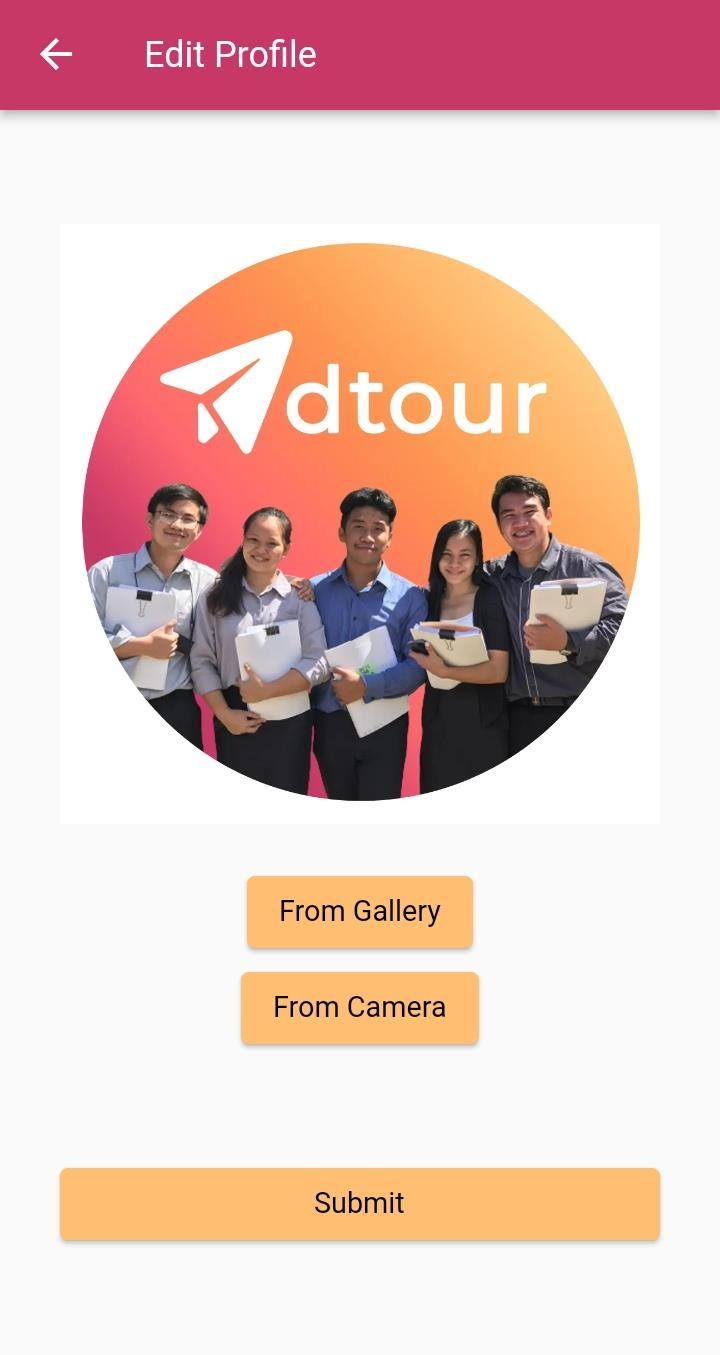 Edit Profile
dtour
From Gallery
From Camera
Submit